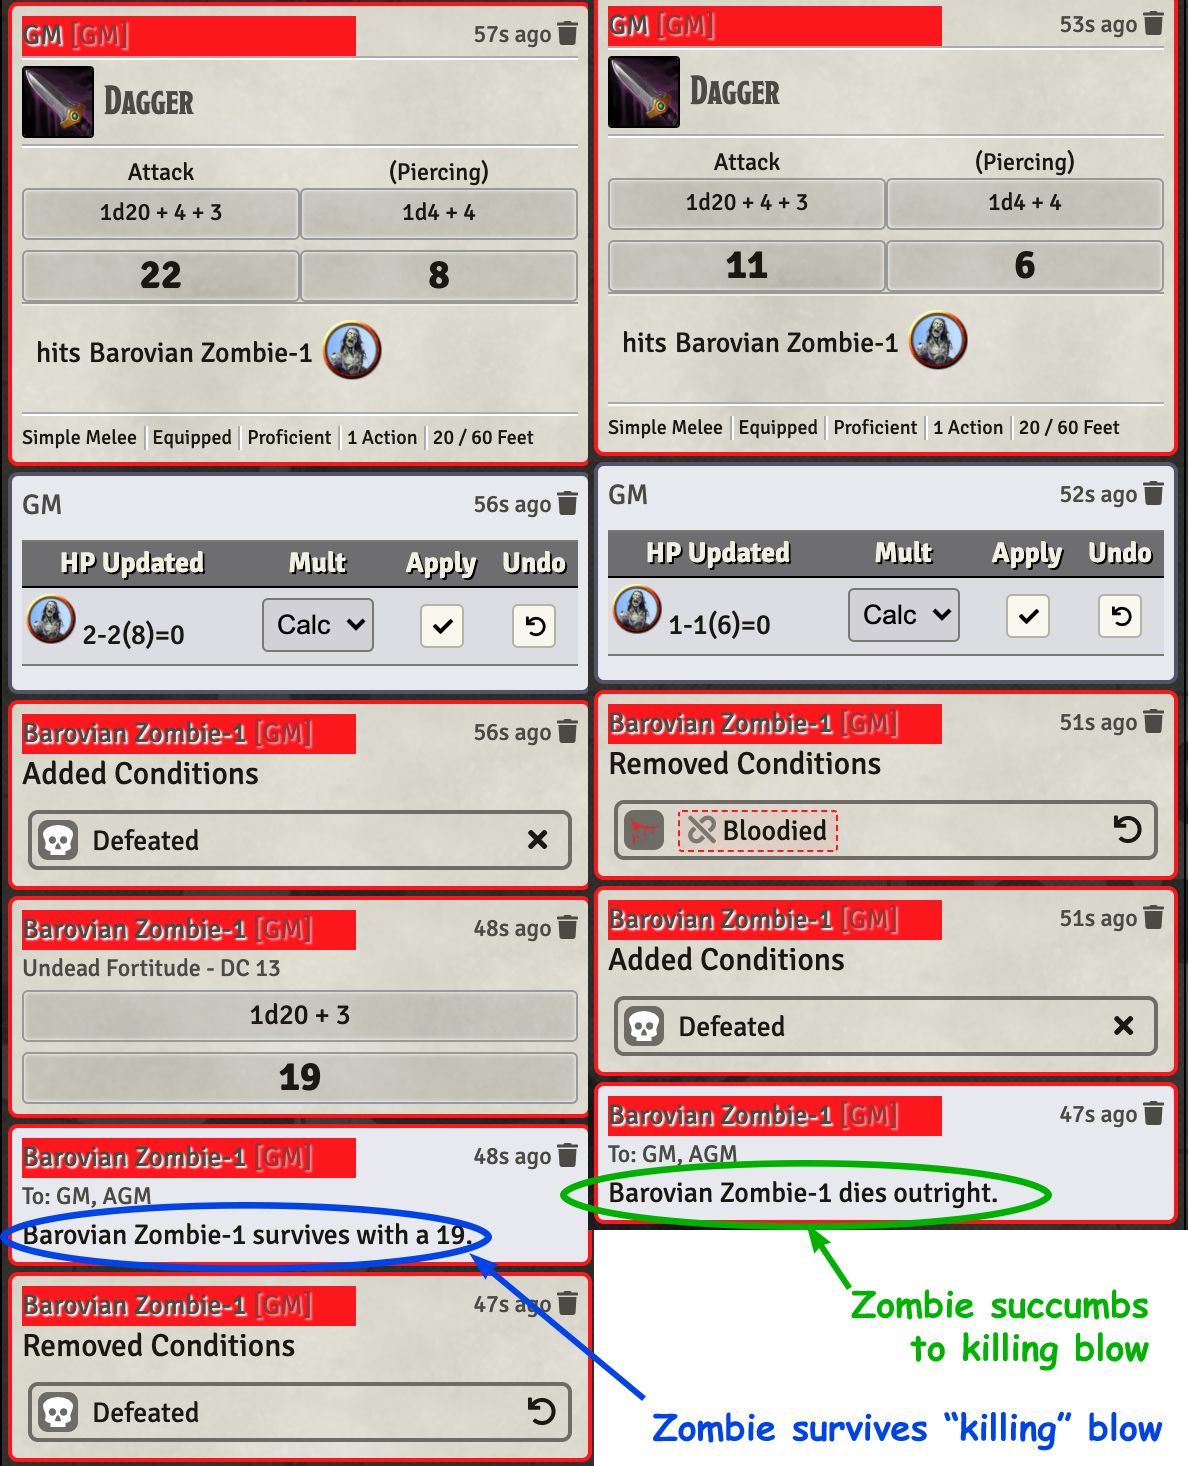 GM [GM] 57s ago
Dagger
Attack (Piercing)
1d20 + 4 + 3 1d4 + 4
22 8
hits Barovian Zombie-1
Simple Melee Equipped Proficient 1 Action 20 / 60 Feet
GM 56s ago
HP Updated Mult Apply Undo
2-2(8)=0 Calc
Barovian Zombie-1 [GM] 56s ago
Added Conditions
Defeated
Barovian Zombie-1 [GM] 48s ago
Undead Fortitude - DC 13
1d20 + 3
19
Barovian Zombie-1 [GM] 48s ago
To: GM, AGM
Barovian Zombie-1 survives with a 19.
Barovian Zombie-1 [GM] 47s ago
Removed Conditions
Defeated
GM [GM] 53s ago
Dagger
Attack (Piercing)
1d20 + 4 + 3 1d4 + 4
11 6
hits Barovian Zombie-1
Simple Melee Equipped Proficient 1 Action 20 / 60 Feet
GM 52s ago
HP Updated Mult Apply Undo
1-1(6)=0 Calc
Barovian Zombie-1 [GM] 51s ago
Removed Conditions
Bloodied
Barovian Zombie-1 [GM] 51s ago
Added Conditions
Defeated
Barovian Zombie-1 [GM] 47s ago
To: GM, AGM
Barovian Zombie-1 dies outright.
Zombie succumbs
to killing blow
Zombie survives “killing” blow